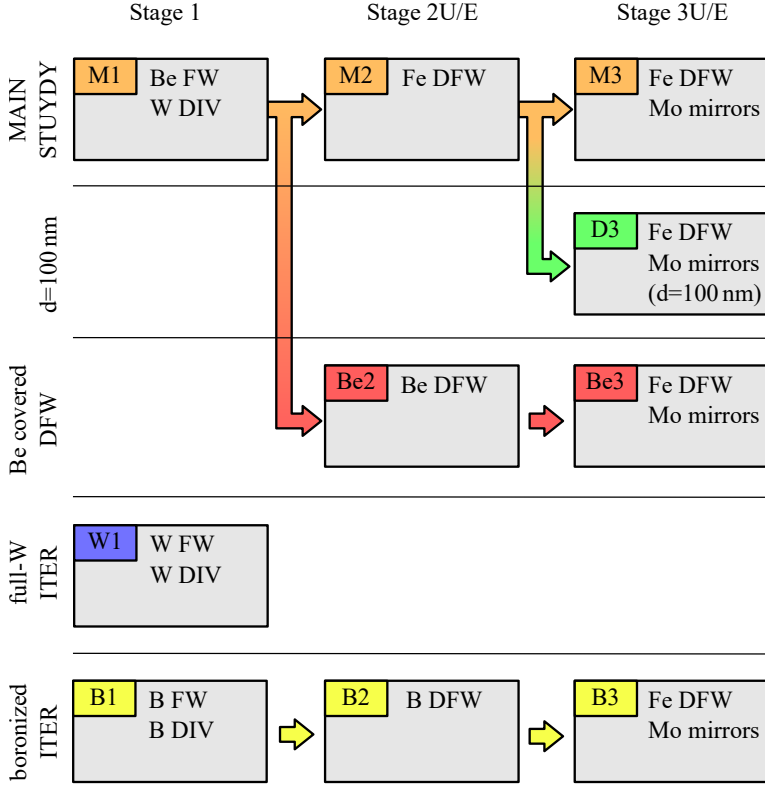 Stage 1
Stage 2U/E
Stage 3U/E
MAIN
STUYDY
M1
Be FW
W DIV
M2
Fe DFW
M3
Fe DFW
Mo mirrors
d=100 nm
D3
Fe DFW
Mo mirrors
(d=100 nm)
Be covered
DFW
Be2
Be DFW
Be3
Fe DFW
Mo mirrors
full-W
ITER
W1
W FW
W DIV
boronized
ITER
B1
B FW
B DIV
B2
B DFW
B3
Fe DFW
Mo mirrors